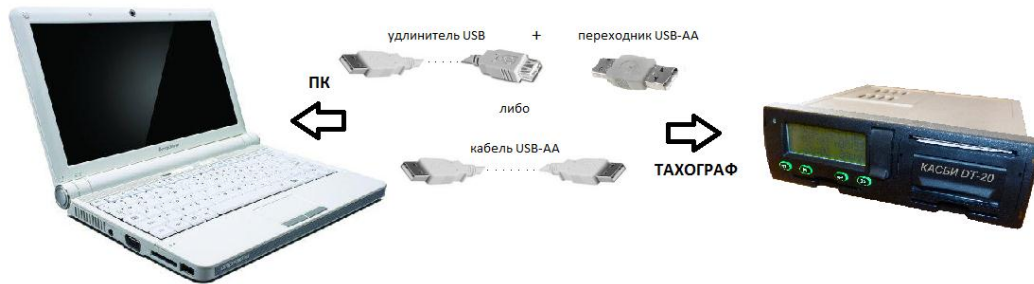 удлинитель USB + переходник USB-AA
ПК
либо
кабель USB-AA
ТАХОГРАФ
КАСБИ DT-20